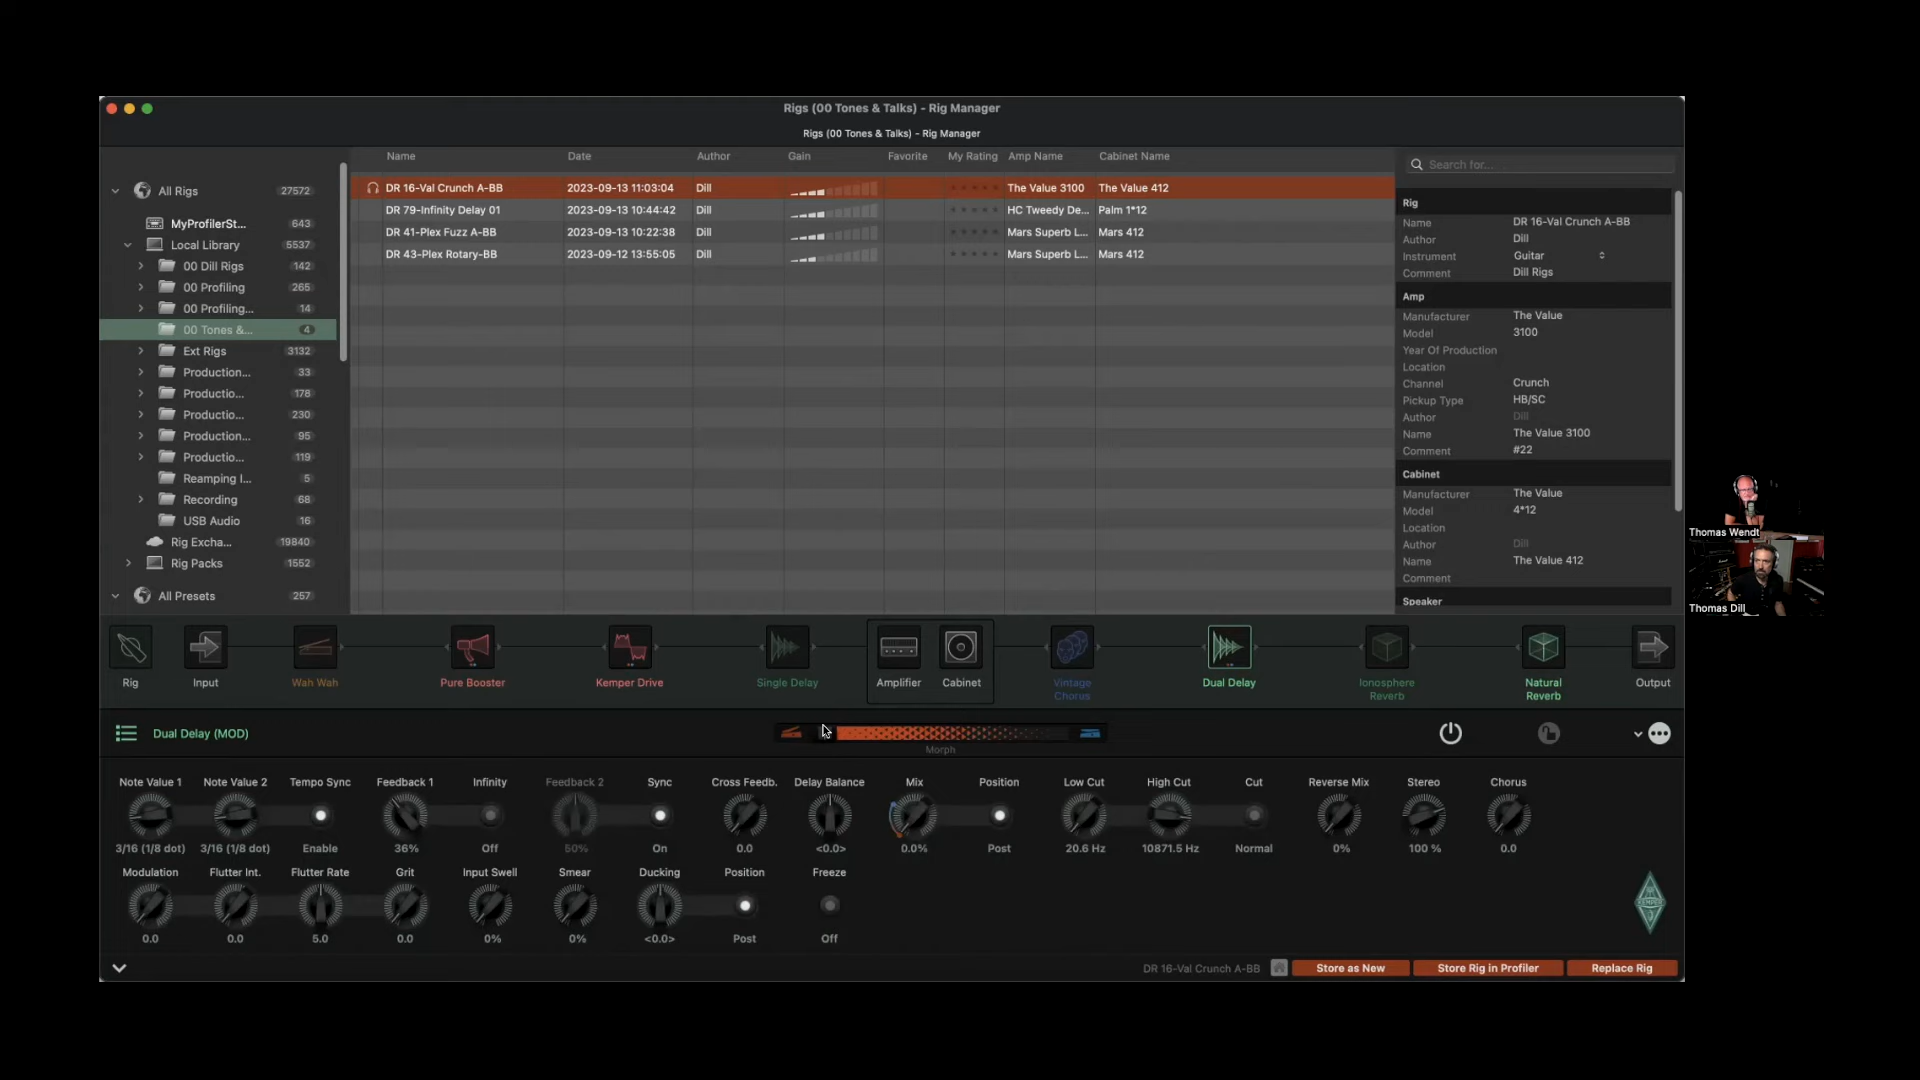 Rigs (00 Tones & Talks) - Rig Manager
Rigs (00 Tones & Talks) - Rig Manager
Name Date Author Gain Favorite My Rating Amp Name Cabinet Name
Search for...
All Rigs 27572
MyProfilerSt... 643
Local Library 5537
00 Dill Rigs 142
00 Profiling 265
00 Profiling... 14
00 Tones &... 4
Ext Rigs 3132
Production... 33
Productio... 178
Productio... 230
Production... 95
Productio... 119
Reamping I... 5
Recording 68
USB Audio 16
Rig Excha... 19840
Rig Packs 1552
All Presets 257
DR 16-Val Crunch A-BB 2023-09-13 11:03:04 Dill The Value 3100 The Value 412
DR 79-Infinity Delay 01 2023-09-13 10:44:42 Dill HC Tweedy De... Palm 1*12
DR 41-Plex Fuzz A-BB 2023-09-13 10:22:38 Dill Mars Superb L... Mars 412
DR 43-Plex Rotary-BB 2023-09-12 13:55:05 Dill Mars Superb L... Mars 412
Rig
Name DR 16-Val Crunch A-BB
Author Dill
Instrument Guitar
Comment Dill Rigs
Amp
Manufacturer The Value
Model 3100
Year Of Production
Location
Channel Crunch
Pickup Type HB/SC
Author Dill
Name The Value 3100
Comment #22
Cabinet
Manufacturer The Value
Model 4*12
Location
Author Dill
Name The Value 412
Comment
Speaker
Thomas Wendt
Thomas Dill
Rig Input Wah Wah Pure Booster Kemper Drive Single Delay Amplifier Cabinet Vintage Chorus Dual Delay Ionosphere Reverb Natural Reverb Output
Dual Delay (MOD)
Morph
Note Value 1 Note Value 2 Tempo Sync Feedback 1 Infinity Feedback 2 Sync Cross Feedb. Delay Balance Mix Position Low Cut High Cut Cut Reverse Mix Stereo Chorus
3/16 (1/8 dot) 3/16 (1/8 dot) Enable 36% Off 50% On 0.0 <0.0> 0.0% Post 20.6 Hz 10871.5 Hz Normal 0% 100 % 0.0
Modulation Flutter Int. Flutter Rate Grit Input Swell Smear Ducking Position Freeze
0.0 0.0 5.0 0.0 0% 0% <0.0> Post Off
KEMPER
DR 16-Val Crunch A-BB Store as New Store Rig in Profiler Replace Rig